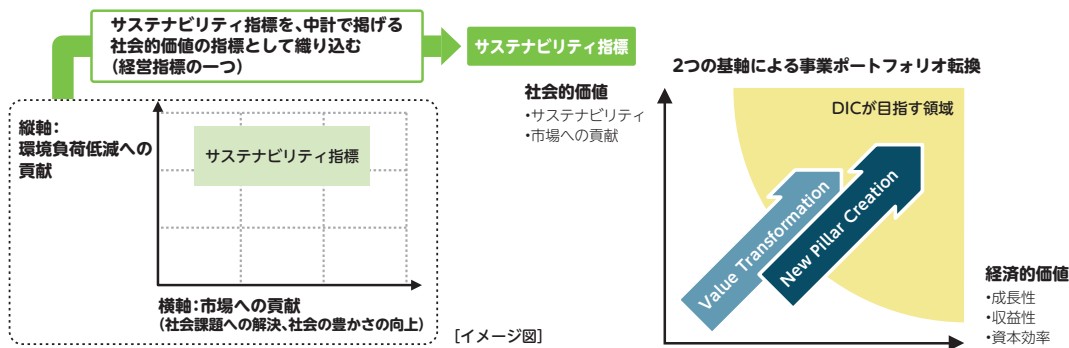 サステナビリティ指標を、中計で掲げる
社会的価値の指標として織り込む
（経営指標の一つ）
サステナビリティ指標
縦軸：
環境負荷低減への
貢献
サステナビリティ指標
横軸：市場への貢献
（社会課題への解決、社会の豊かさの向上）
［イメージ図］
2つの基軸による事業ポートフォリオ転換
社会的価値
•サステナビリティ
•市場への貢献
DICが目指す領域
Value Transformation
New Pillar Creation
経済的価値
•成長性
•収益性
•資本効率